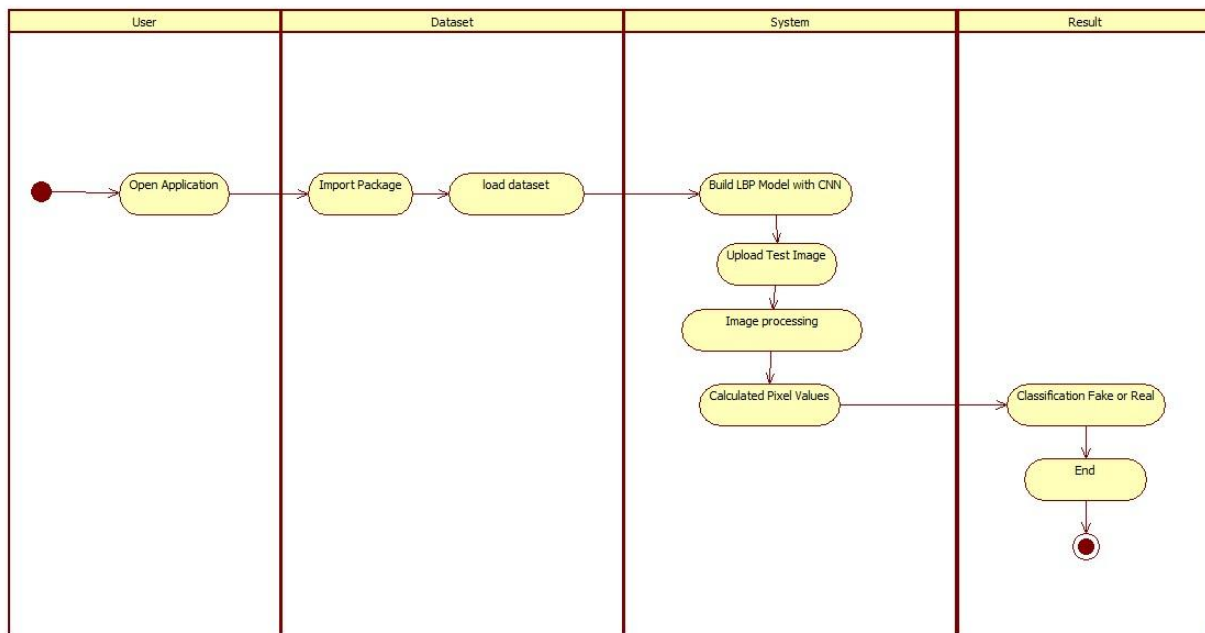 User
Dataset
System
Result
Open Application
Import Package
load dataset
Build LBP Model with CNN
Upload Test Image
Image processing
Calculated Pixel Values
Classification Fake or Real
End